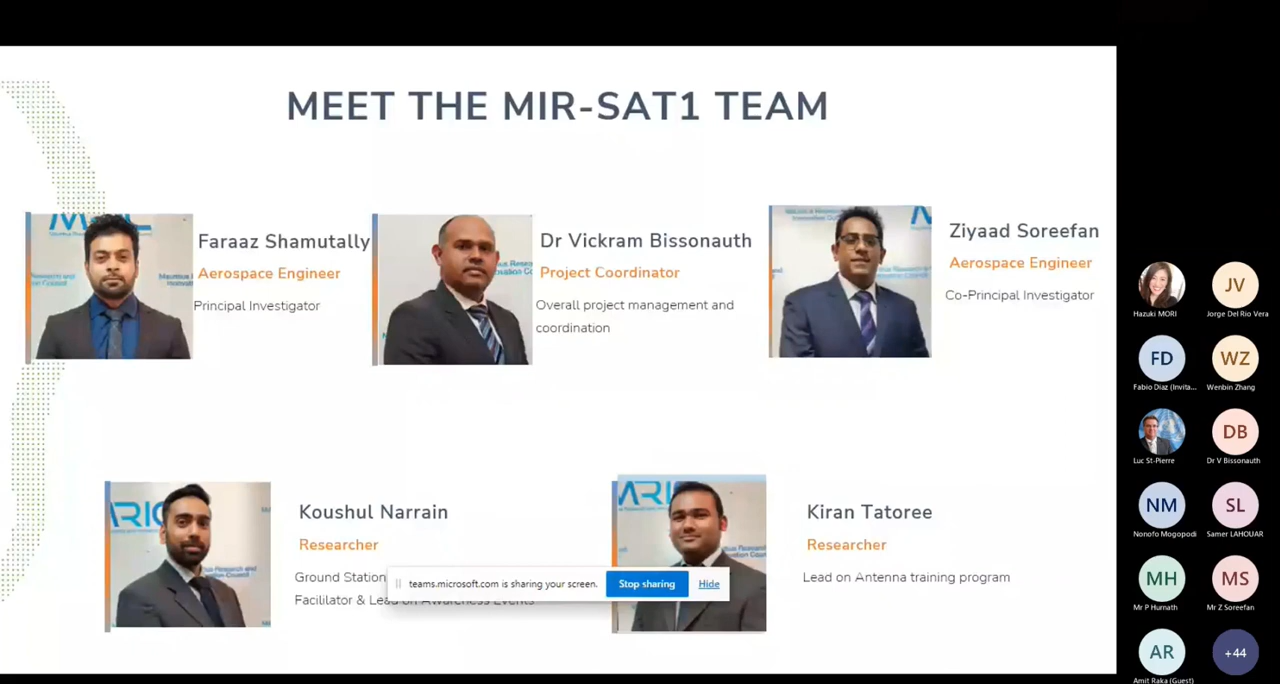 MEET THE MIR-SAT1 TEAM
Faraaz Shamutally
Aerospace Engineer
Principal Investigator
Dr Vickram Bissonauth
Project Coordinator
Overall project management and
coordination
Ziyaad Soreefan
Aerospace Engineer
Co-Principal Investigator
Koushul Narrain
Researcher
Ground Station
Facililator & Lead on Awareness Events
Kiran Tatoree
Researcher
Lead on Antenna training program
teams.microsoft.com is sharing your screen.
Stop sharing
Hide
Hazuki MORI
JV
Jorge Del Rio Vera
FD
Fabio Diaz (Invita...
WZ
Wenbin Zhang
Luc St-Pierre
DB
Dr V Bissonauth
NM
Nonofo Mogopodi
SL
Samer LAHOUAR
MH
Mr P Hurnath
MS
Mr Z Soreefan
AR
Amit Raka (Guest)
+44